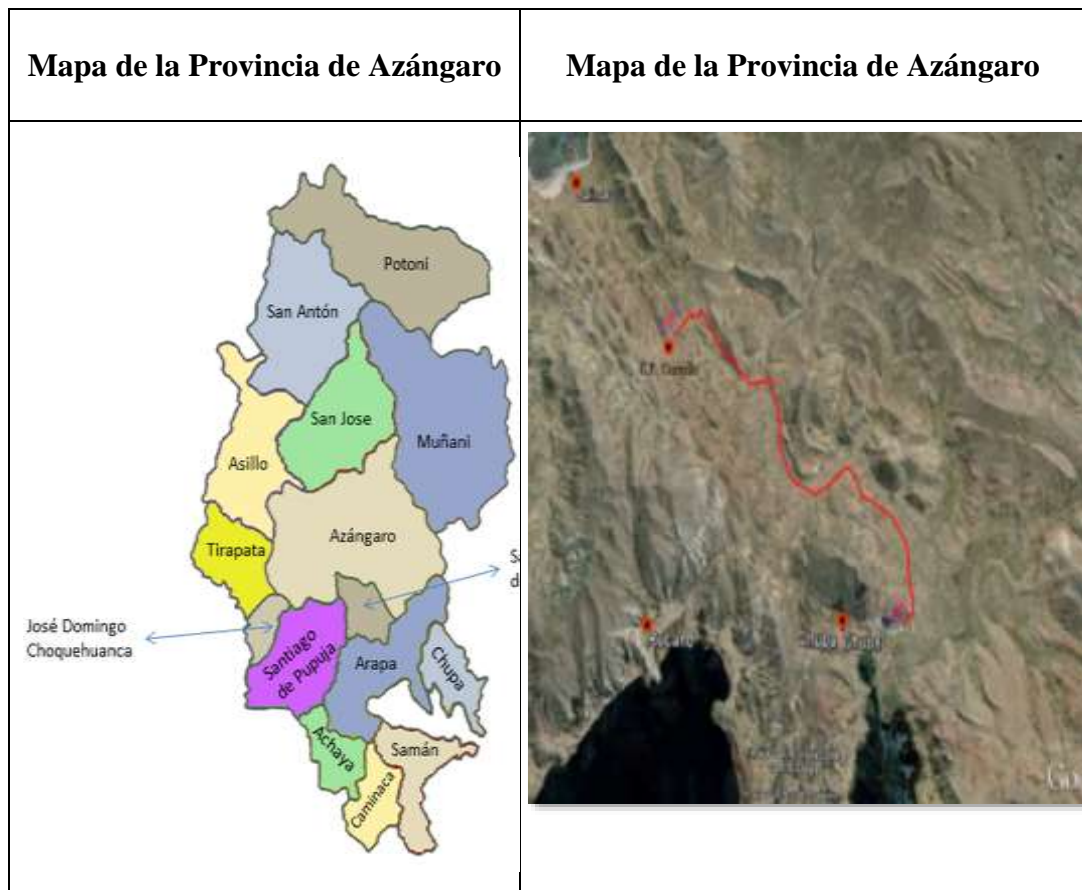 Mapa de la Provincia de Azángaro
Mapa de la Provincia de Azángaro
Potoni
San Antón
San Jose
Muñani
Asillo
Azángaro
Tirapata
José Domingo
Choquehuanca
Santiago
de Pupuja
Arapa
Chupa
Achaya
Samán
Caminaca